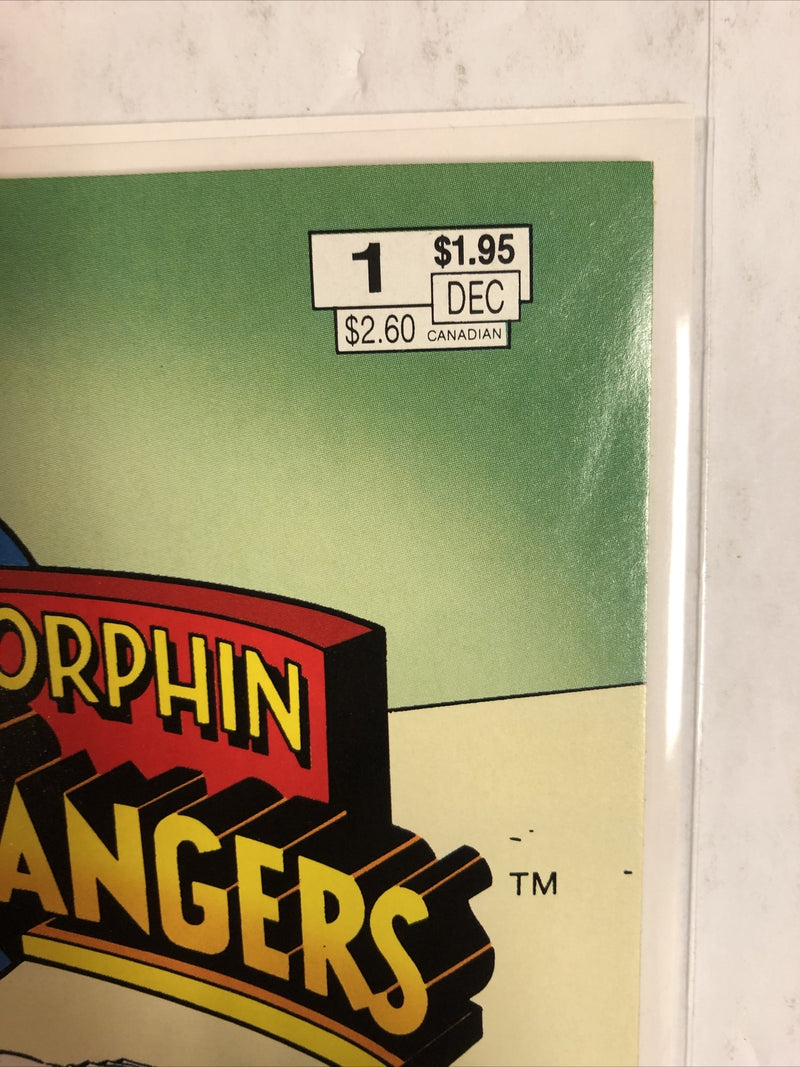 1 $1.95
DEC
$2.60 CANADIAN
ORPHIN
ANGERS
TM